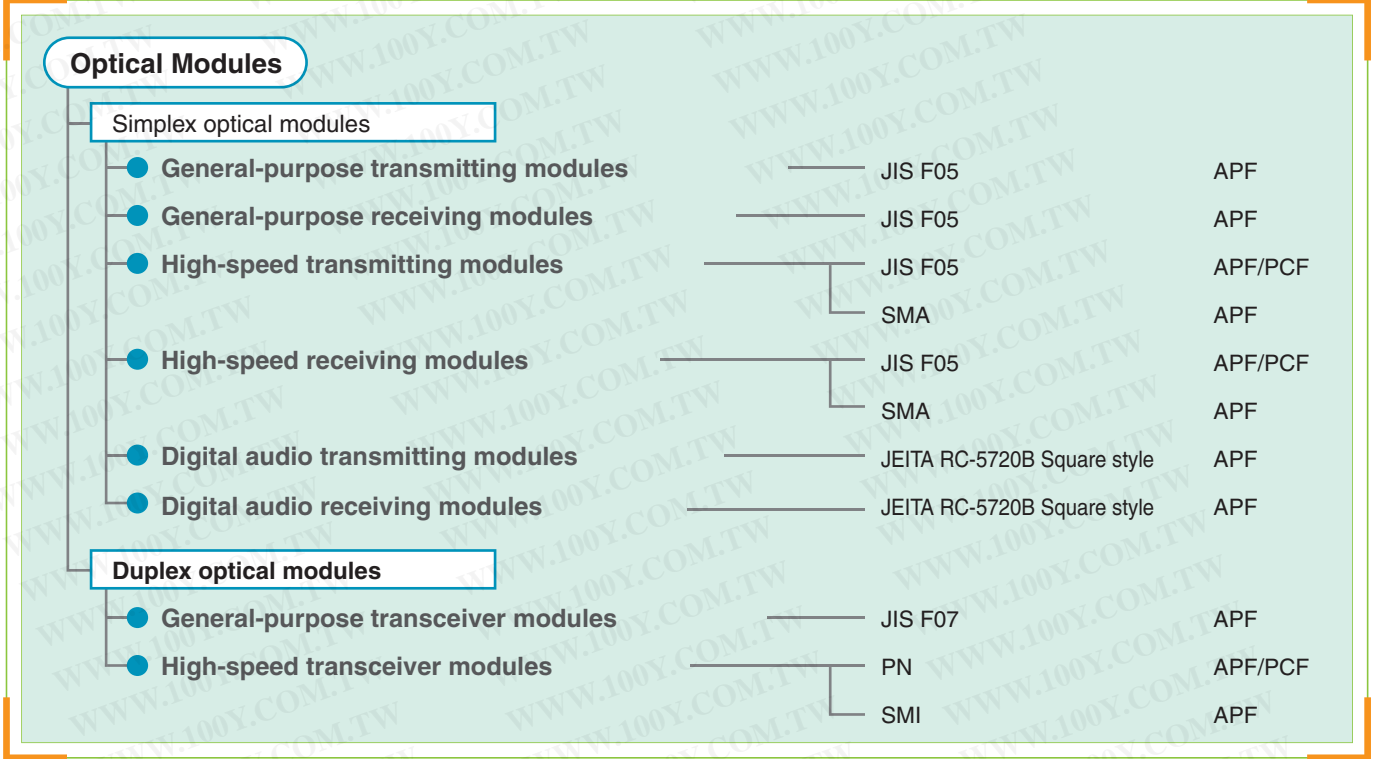 Optical Modules
Simplex optical modules
General-purpose transmitting modules JIS F05 APF
General-purpose receiving modules JIS F05 APF
High-speed transmitting modules JIS F05 APF/PCF
SMA APF
High-speed receiving modules JIS F05 APF/PCF
SMA APF
Digital audio transmitting modules JEITA RC-5720B Square style APF
Digital audio receiving modules JEITA RC-5720B Square style APF
Duplex optical modules
General-purpose transceiver modules JIS F07 APF
High-speed transceiver modules PN APF/PCF
SMI APF
WWW.100Y.COM.TW